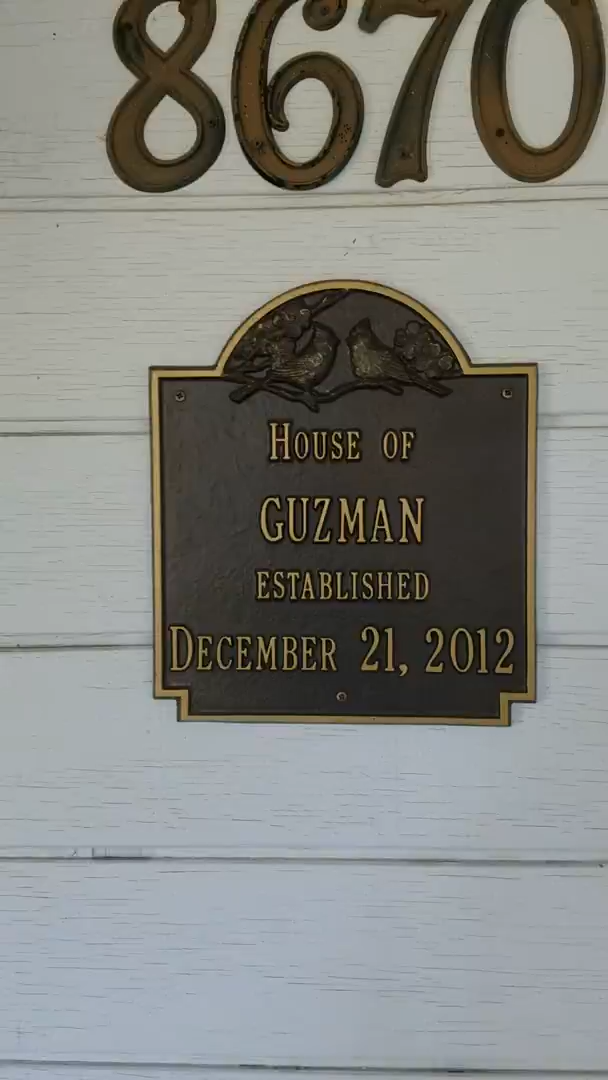 8670
HOUSE OF
GUZMAN
ESTABLISHED
DECEMBER 21, 2012